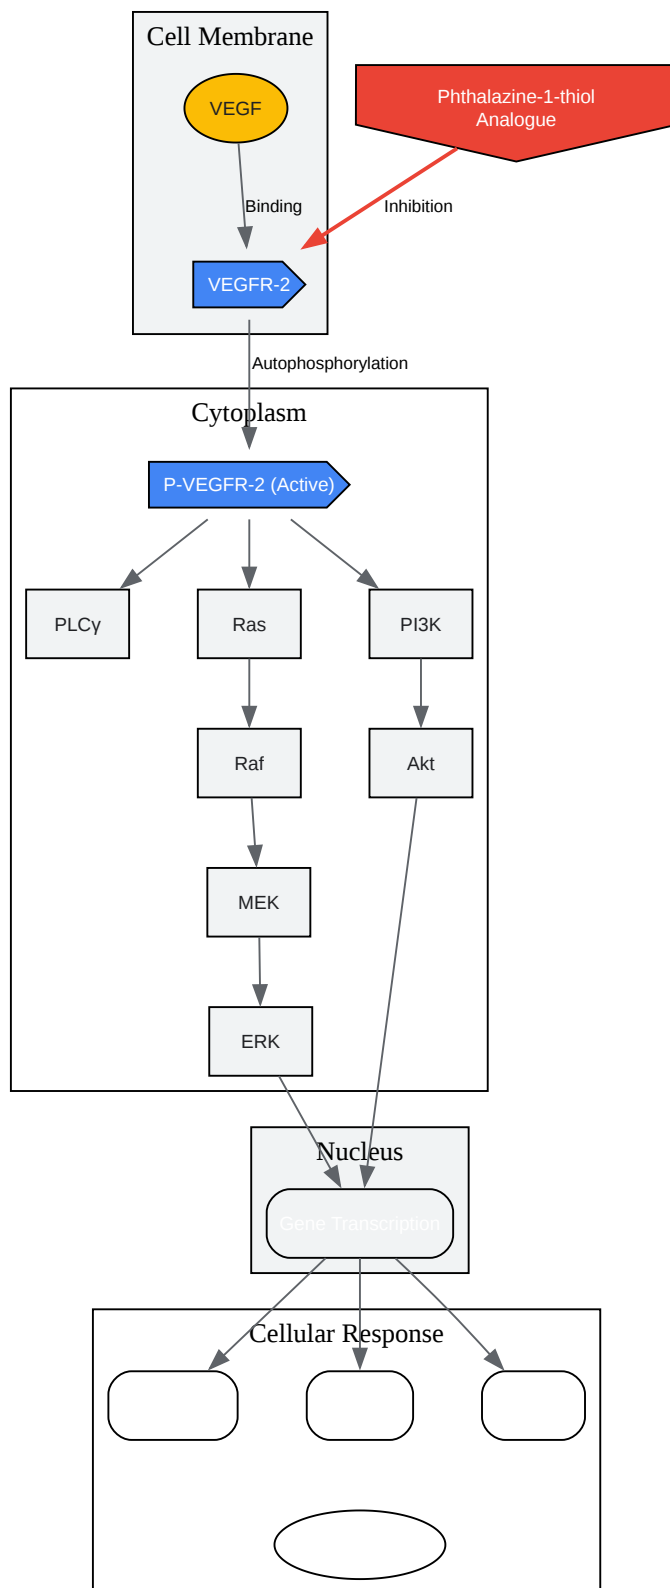 Cell Membrane
VEGF
Phthalazine-1-thiol
Analogue
Binding
Inhibition
VEGFR-2
Autophosphorylation
Cytoplasm
P-VEGFR-2 (Active)
PLCγ
Ras
PI3K
Raf
Akt
MEK
ERK
Nucleus
Gene Transcription
Cellular Response